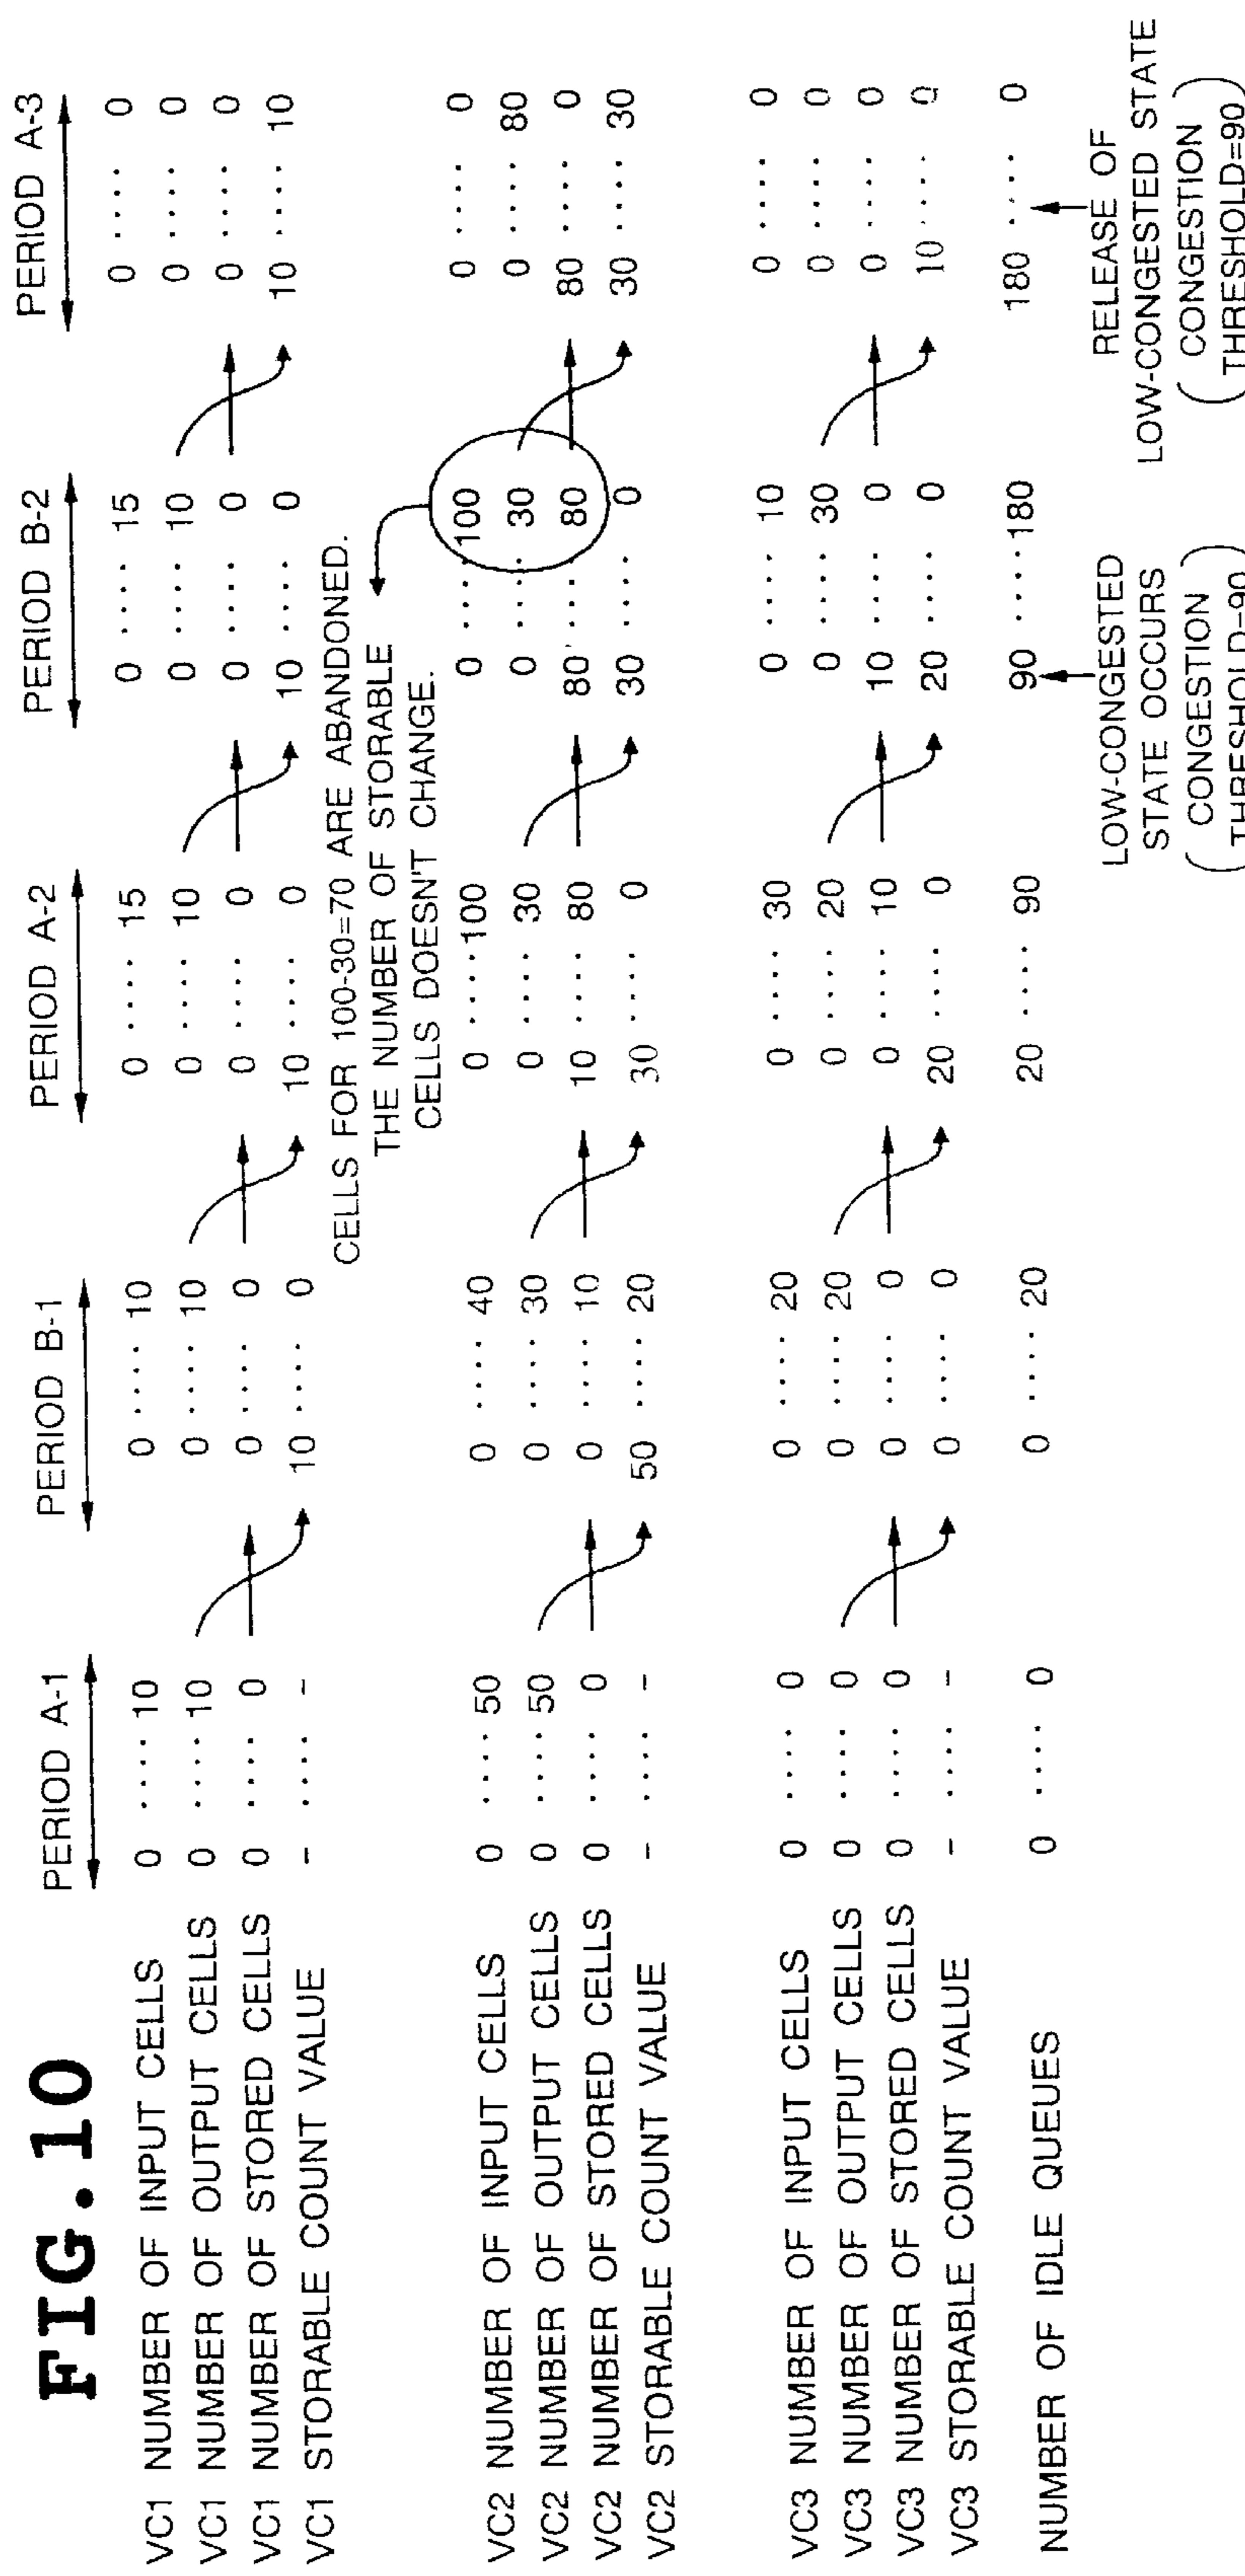 FIG.10
PERIOD A-1 PERIOD B-1 PERIOD A-2 PERIOD B-2 PERIOD A-3
VC1 NUMBER OF INPUT CELLS 0 ···· 10 0 ···· 10 0 ···· 15 0 ···· 15 0 ···· 0
VC1 NUMBER OF OUTPUT CELLS 0 ···· 10 0 ···· 10 0 ···· 10 0 ···· 10 0 ···· 0
VC1 NUMBER OF STORED CELLS 0 ···· 0 0 ···· 0 0 ···· 0 0 ···· 0 0 ···· 0
VC1 STORABLE COUNT VALUE - ···· - 10 ···· 0 10 ···· 0 10 ···· 0 10 ···· 10
CELLS FOR 100-30=70 ARE ABANDONED.
THE NUMBER OF STORABLE
CELLS DOESN'T CHANGE.
VC2 NUMBER OF INPUT CELLS 0 ···· 50 0 ···· 40 0 ···· 100 0 ···· 100 0 ···· 0
VC2 NUMBER OF OUTPUT CELLS 0 ···· 50 0 ···· 30 0 ···· 30 0 ···· 30 0 ···· 80
VC2 NUMBER OF STORED CELLS 0 ···· 0 0 ···· 10 10 ···· 80 80 ···· 80 80 ···· 0
VC2 STORABLE COUNT VALUE - ···· - 50 ···· 20 30 ···· 0 30 ···· 0 30 ···· 30
VC3 NUMBER OF INPUT CELLS 0 ···· 0 0 ···· 20 0 ···· 30 0 ···· 10 0 ···· 0
VC3 NUMBER OF OUTPUT CELLS 0 ···· 0 0 ···· 20 0 ···· 20 0 ···· 30 0 ···· 0
VC3 NUMBER OF STORED CELLS 0 ···· 0 0 ···· 0 0 ···· 10 10 ···· 0 0 ···· 0
VC3 STORABLE COUNT VALUE - ···· - 0 ···· 0 20 ···· 0 20 ···· 0 10 ···· 0
NUMBER OF IDLE QUEUES 0 ···· 0 0 ···· 20 20 ···· 90 90 ···· 180 180 ···· 0
LOW-CONGESTED
STATE OCCURS
(CONGESTION
THRESHOLD=90)
RELEASE OF
LOW-CONGESTED STATE
(CONGESTION
THRESHOLD=90)